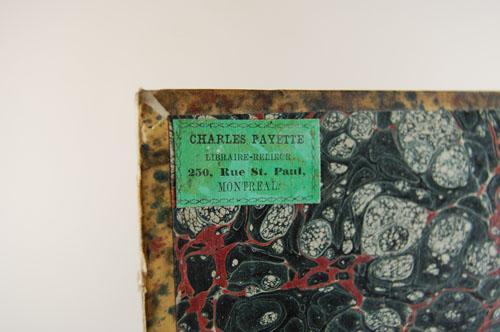 CHARLES PAYETTE
LIBRAIRE-RELIEUR
250, Rue St. Paul,
MONTREAL